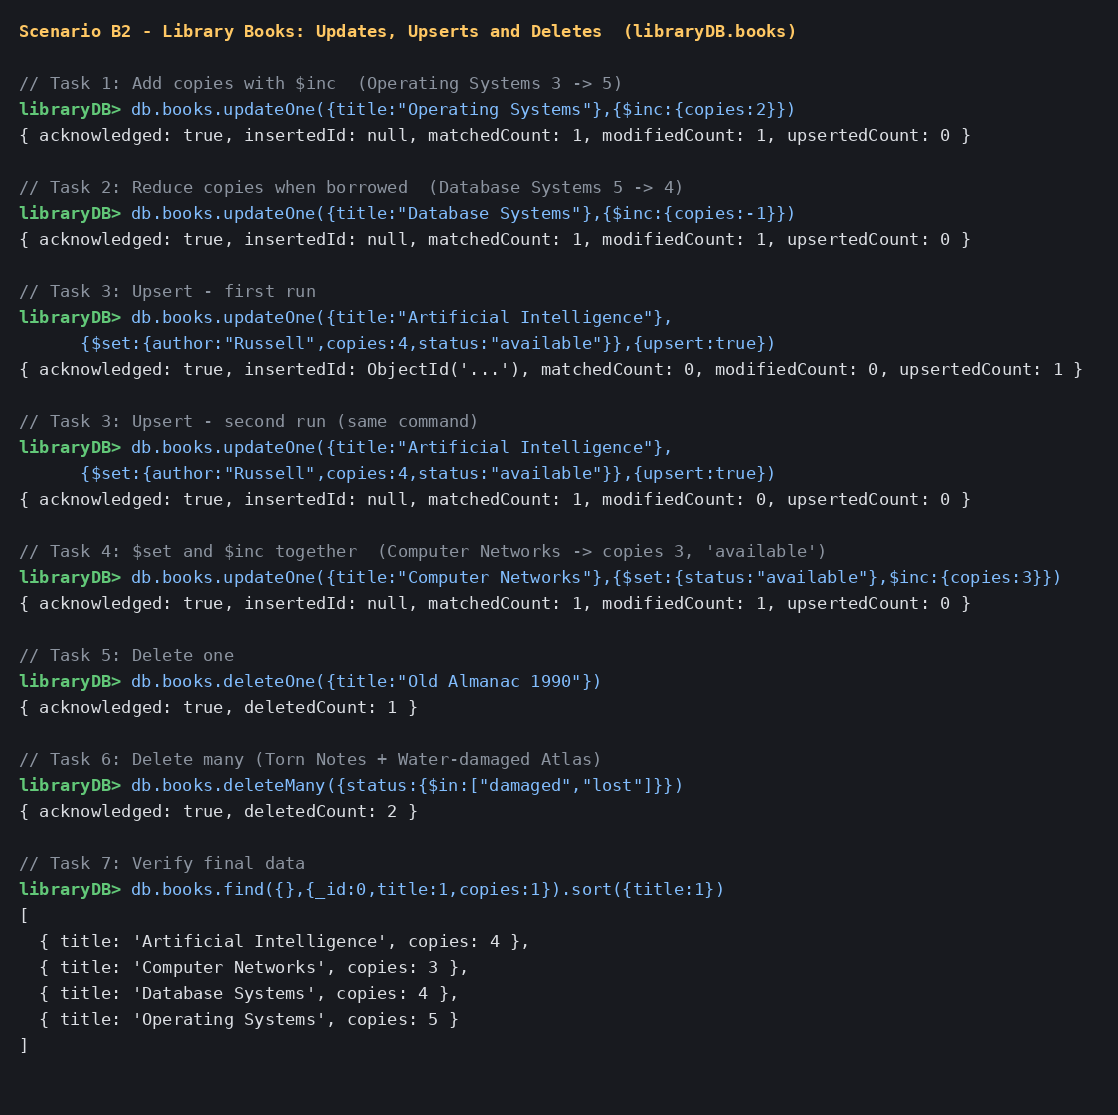 Scenario B2 - Library Books: Updates, Upserts and Deletes  (libraryDB.books)
// Task 1: Add copies with $inc  (Operating Systems 3 -> 5)
libraryDB> db.books.updateOne({title:"Operating Systems"},{$inc:{copies:2}})
{ acknowledged: true, insertedId: null, matchedCount: 1, modifiedCount: 1, upsertedCount: 0 }
// Task 2: Reduce copies when borrowed  (Database Systems 5 -> 4)
libraryDB> db.books.updateOne({title:"Database Systems"},{$inc:{copies:-1}})
{ acknowledged: true, insertedId: null, matchedCount: 1, modifiedCount: 1, upsertedCount: 0 }
// Task 3: Upsert - first run
libraryDB> db.books.updateOne({title:"Artificial Intelligence"},
      {$set:{author:"Russell",copies:4,status:"available"}},{upsert:true})
{ acknowledged: true, insertedId: ObjectId('...'), matchedCount: 0, modifiedCount: 0, upsertedCount: 1 }
// Task 3: Upsert - second run (same command)
libraryDB> db.books.updateOne({title:"Artificial Intelligence"},
      {$set:{author:"Russell",copies:4,status:"available"}},{upsert:true})
{ acknowledged: true, insertedId: null, matchedCount: 1, modifiedCount: 0, upsertedCount: 0 }
// Task 4: $set and $inc together  (Computer Networks -> copies 3, 'available')
libraryDB> db.books.updateOne({title:"Computer Networks"},{$set:{status:"available"},$inc:{copies:3}})
{ acknowledged: true, insertedId: null, matchedCount: 1, modifiedCount: 1, upsertedCount: 0 }
// Task 5: Delete one
libraryDB> db.books.deleteOne({title:"Old Almanac 1990"})
{ acknowledged: true, deletedCount: 1 }
// Task 6: Delete many (Torn Notes + Water-damaged Atlas)
libraryDB> db.books.deleteMany({status:{$in:["damaged","lost"]}})
{ acknowledged: true, deletedCount: 2 }
// Task 7: Verify final data
libraryDB> db.books.find({},{_id:0,title:1,copies:1}).sort({title:1})
[
  { title: 'Artificial Intelligence', copies: 4 },
  { title: 'Computer Networks', copies: 3 },
  { title: 'Database Systems', copies: 4 },
  { title: 'Operating Systems', copies: 5 }
]